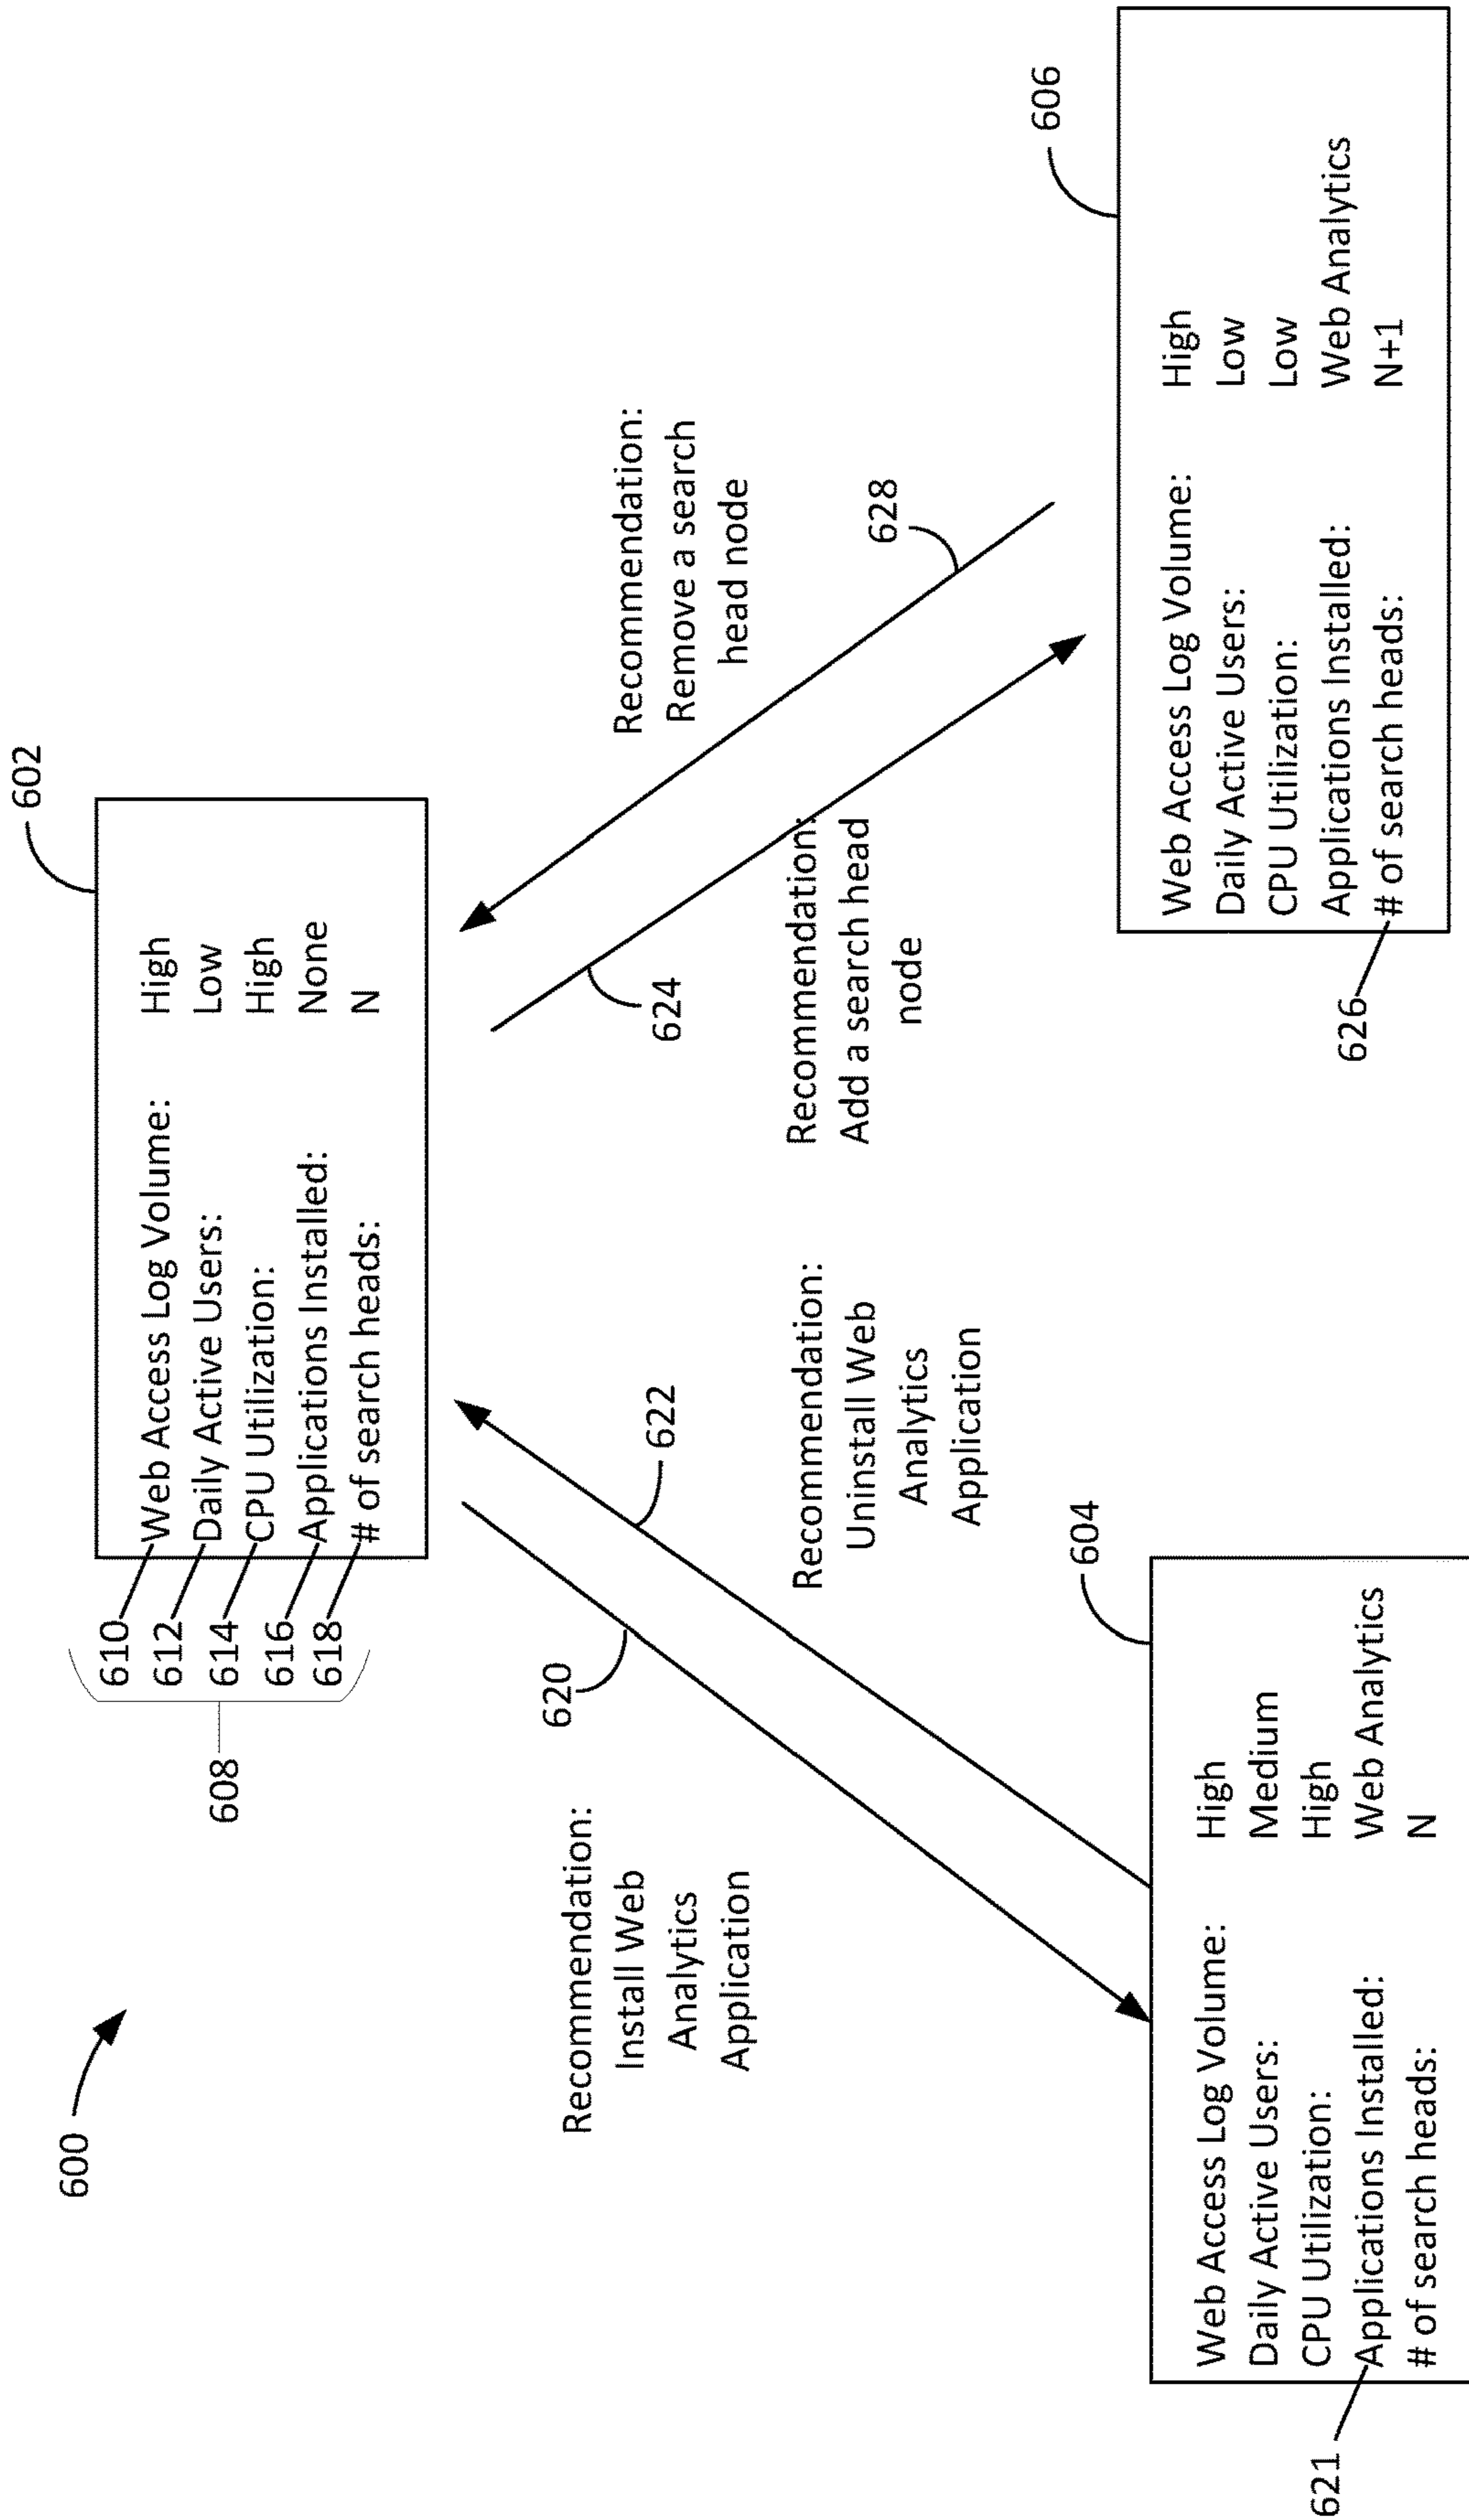 600
602
608
610
612
614
616
618
Web Access Log Volume: High
Daily Active Users: Low
CPU Utilization: High
Applications Installed: None
# of search heads: N
620
Recommendation:
Install Web
Analytics
Application
622
Recommendation:
Uninstall Web
Analytics
Application
624
Recommendation:
Add a search head
node
Recommendation:
Remove a search
head node
628
604
Web Access Log Volume: High
Daily Active Users: Medium
CPU Utilization: High
Applications Installed: Web Analytics
# of search heads: N
621
606
Web Access Log Volume: High
Daily Active Users: Low
CPU Utilization: Low
Applications Installed: Web Analytics
# of search heads: N+1
626